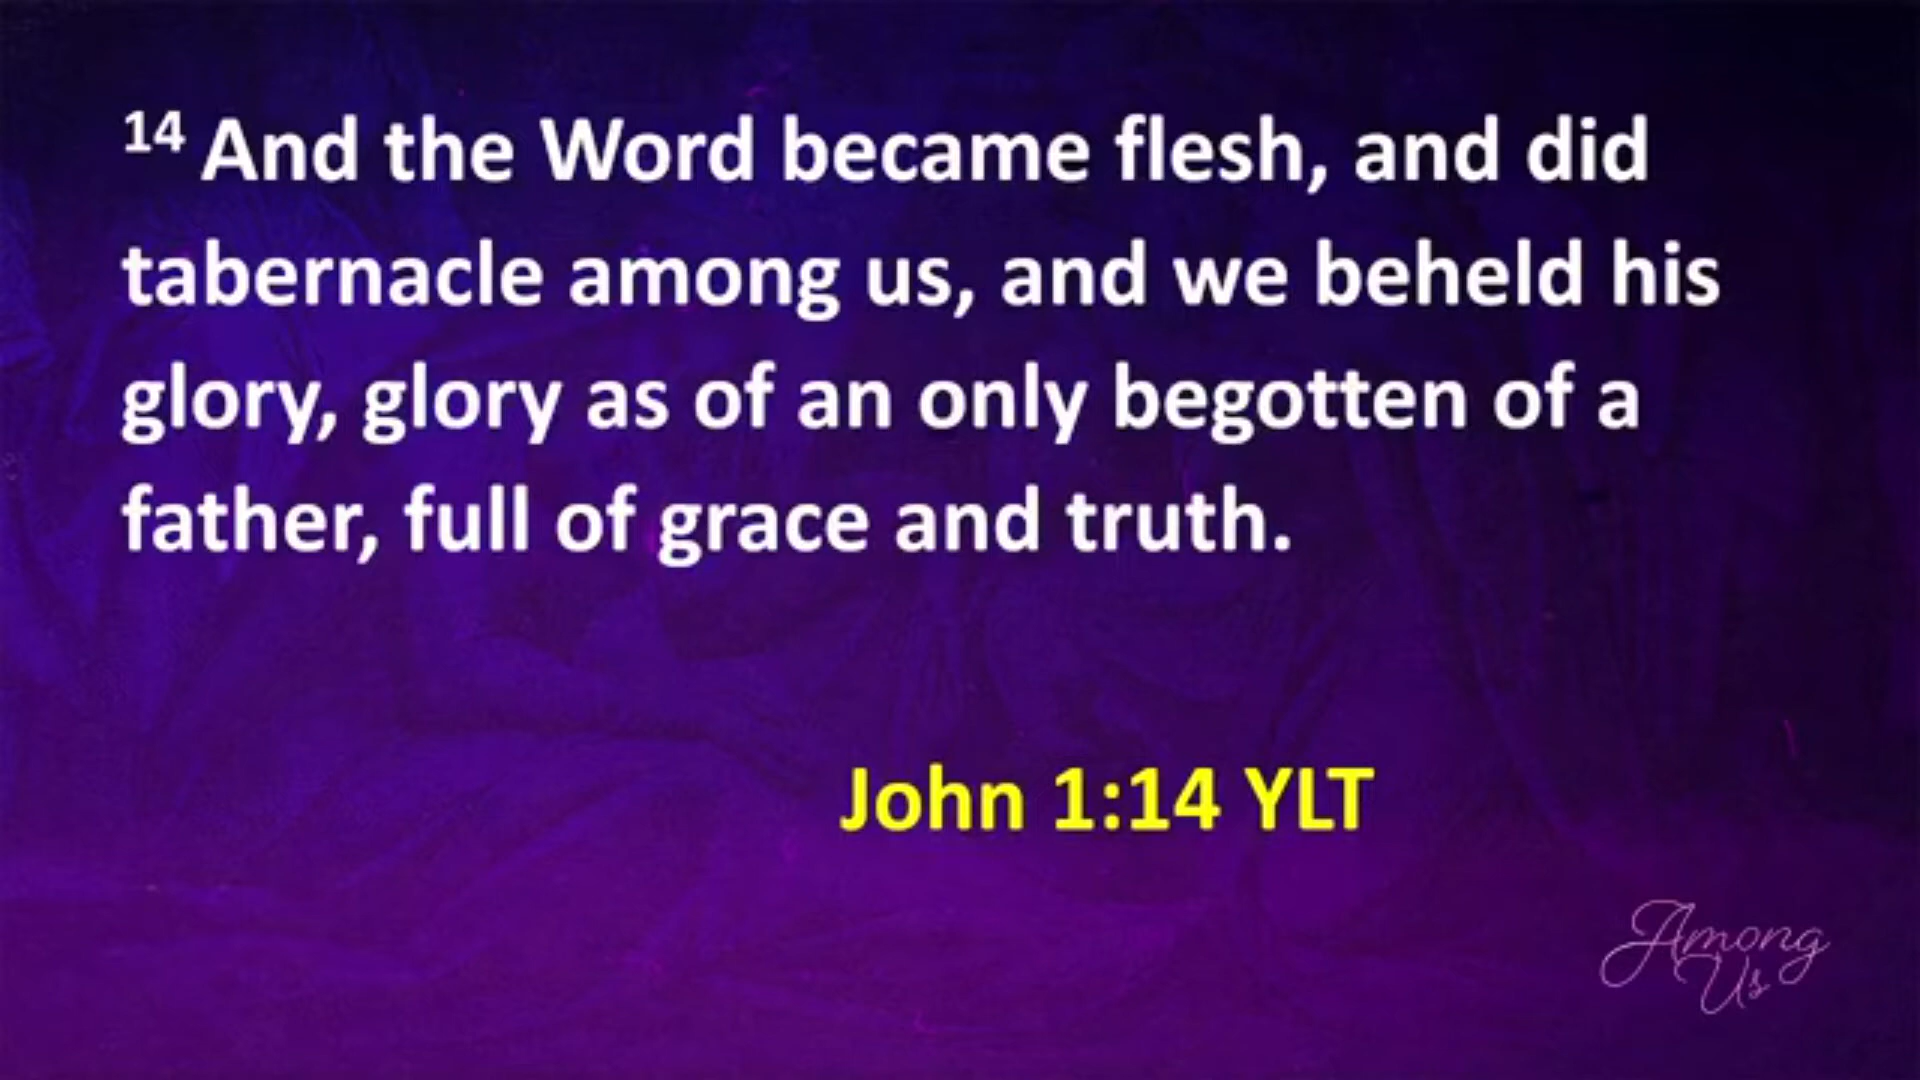 14 And the Word became flesh, and did
tabernacle among us, and we beheld his
glory, glory as of an only begotten of a
father, full of grace and truth.
John 1:14 YLT
Among
Us